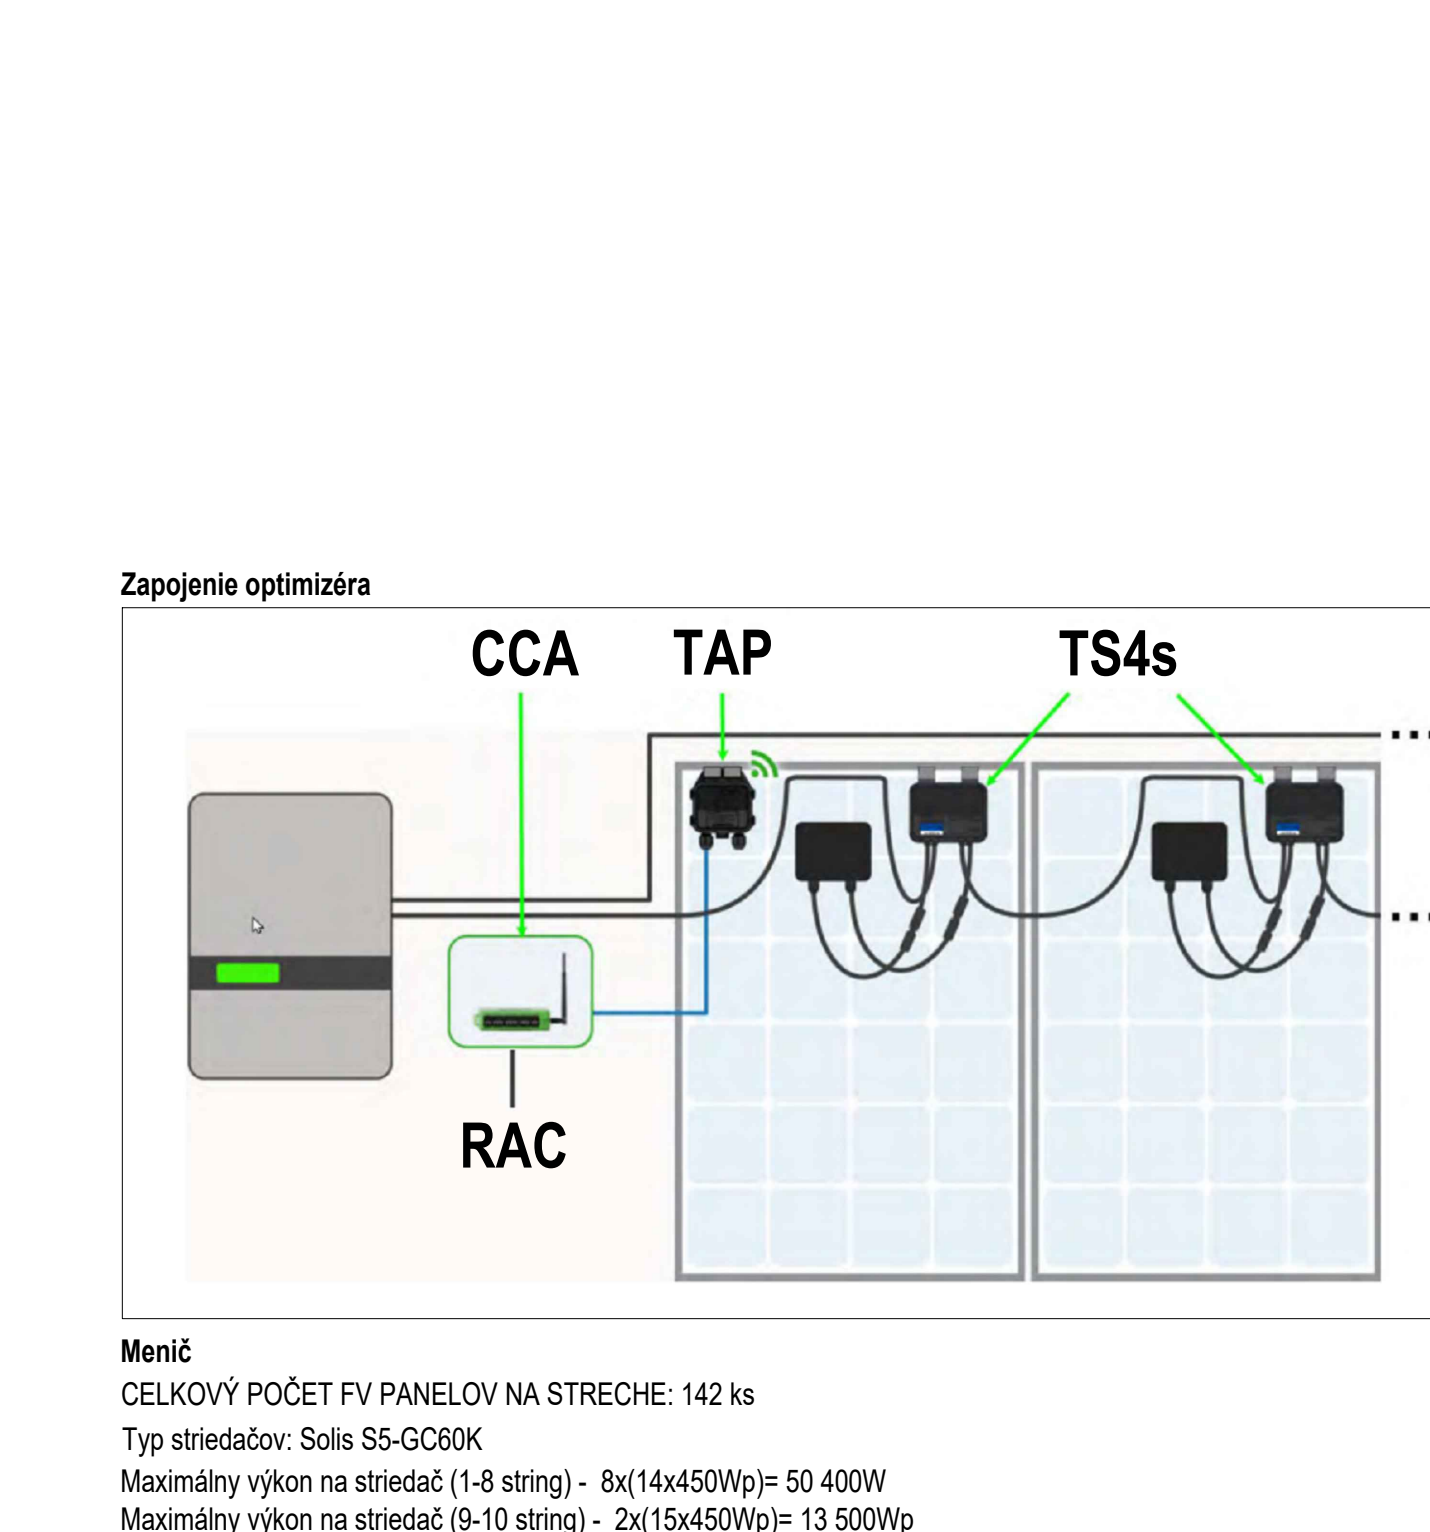 Zapojenie optimizéra
CCA TAP TS4s
RAC
Menič
CELKOVÝ POČET FV PANELOV NA STRECHE: 142 ks
Typ striedačov: Solis S5-GC60K
Maximálny výkon na striedač (1-8 string) - 8x(14x450Wp)= 50 400W
Maximálny výkon na striedač (9-10 string) - 2x(15x450Wp)= 13 500Wp